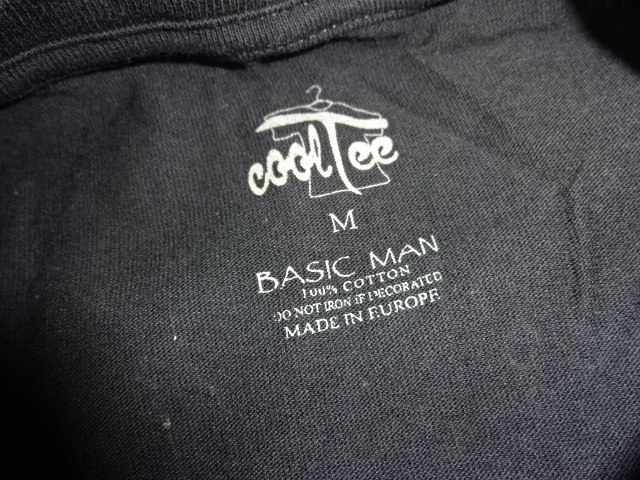 coolTee
M
BASIC MAN
100% COTTON
DO NOT IRON IF DECORATED
MADE IN EUROPE